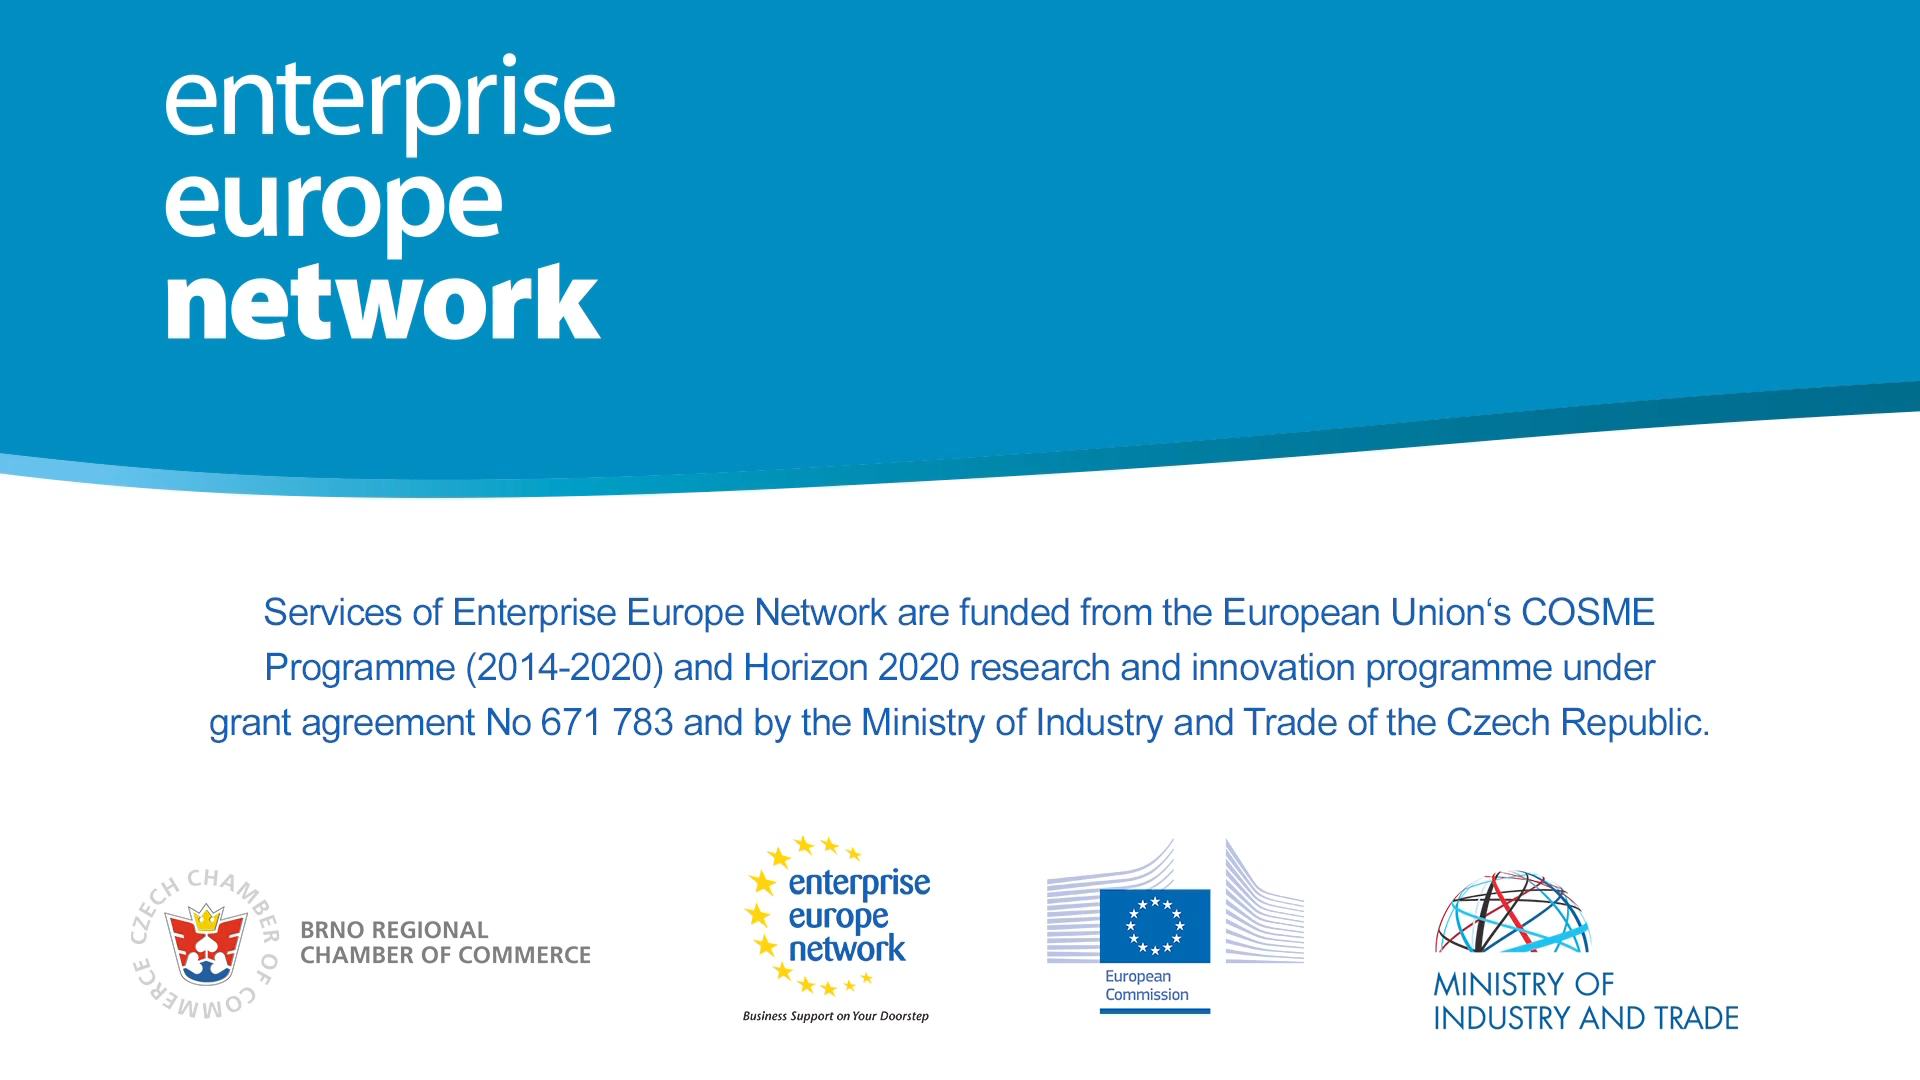 enterprise
europe
network
Services of Enterprise Europe Network are funded from the European Union‘s COSME
Programme (2014-2020) and Horizon 2020 research and innovation programme under
grant agreement No 671 783 and by the Ministry of Industry and Trade of the Czech Republic.
CZECH CHAMBER OF COMMERCE
BRNO REGIONAL
CHAMBER OF COMMERCE
enterprise
europe
network
Business Support on Your Doorstep
European
Commission
MINISTRY OF
INDUSTRY AND TRADE